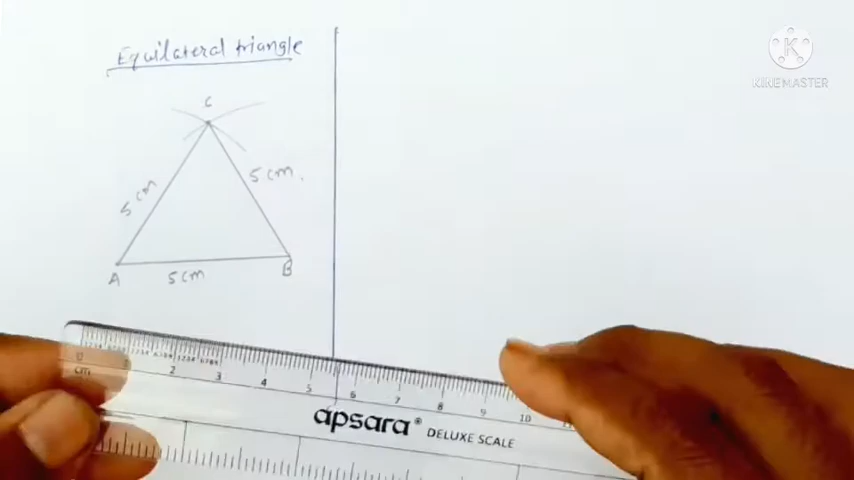 Equilateral triangle
KINEMASTER
C
5 cm
5 cm.
A
5 cm
B
0 1 2 3 4 5 6 7 8 9 10
cm
apsara® DELUXE SCALE